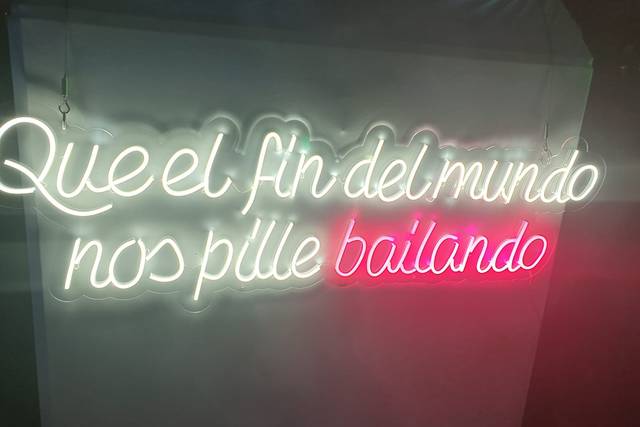 Que el fin del mundo
nos pille bailando